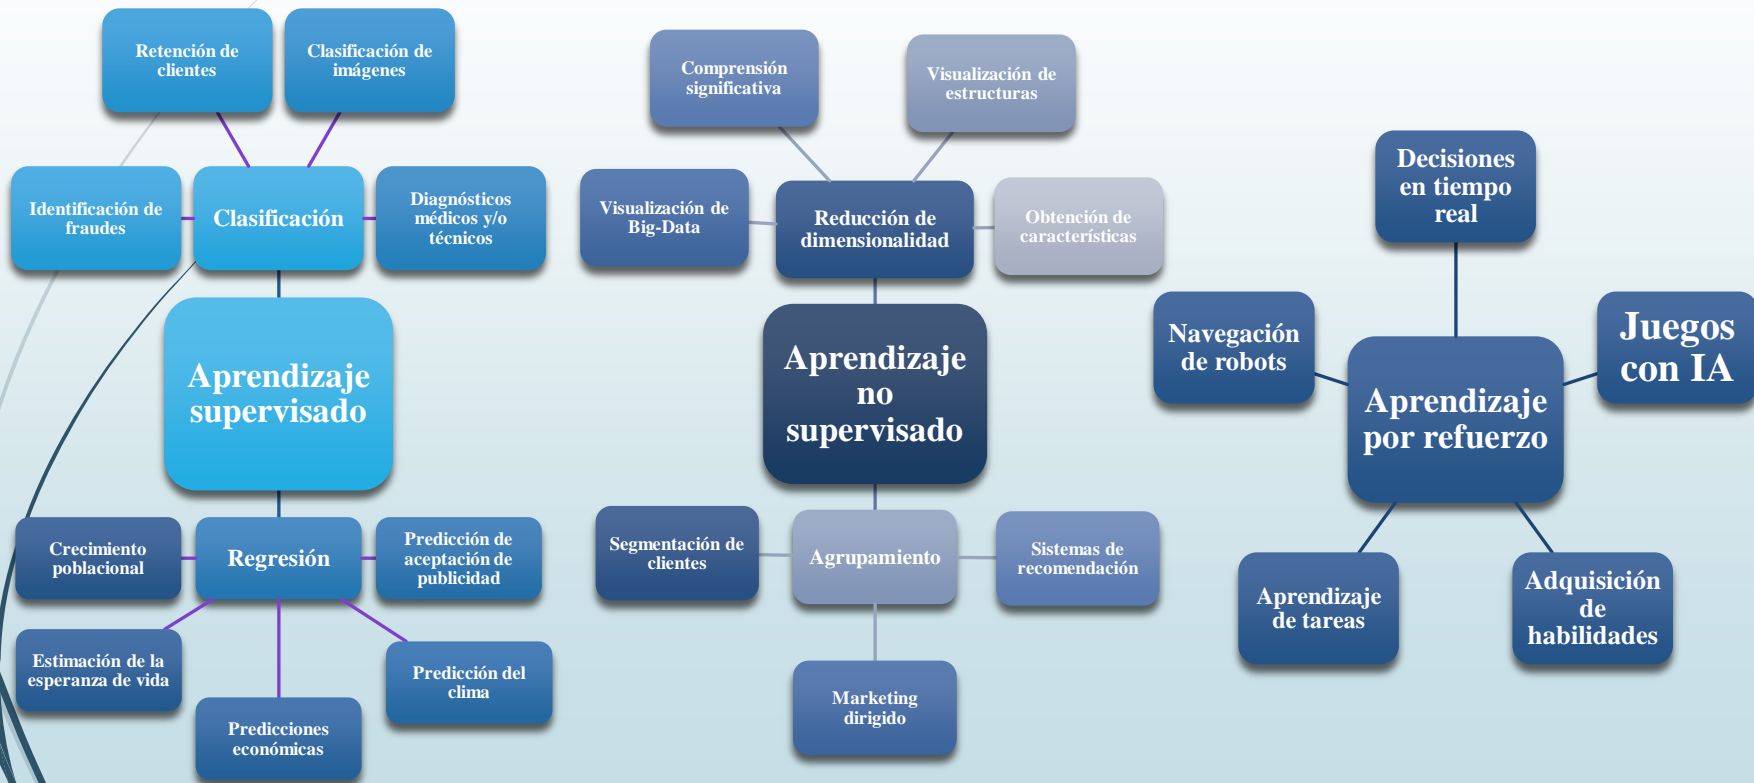 Retención de
clientes
Clasificación de
imágenes
Identificación de
fraudes
Clasificación
Diagnósticos
médicos y/o
técnicos
Aprendizaje
supervisado
Crecimiento
poblacional
Regresión
Predicción de
aceptación de
publicidad
Estimación de la
esperanza de vida
Predicciones
económicas
Predicción del
clima
Comprensión
significativa
Visualización de
estructuras
Visualización de
Big-Data
Reducción de
dimensionalidad
Obtención de
características
Aprendizaje
no
supervisado
Segmentación de
clientes
Agrupamiento
Sistemas de
recomendación
Marketing
dirigido
Decisiones
en tiempo
real
Navegación
de robots
Juegos
con IA
Aprendizaje
por refuerzo
Aprendizaje
de tareas
Adquisición
de
habilidades